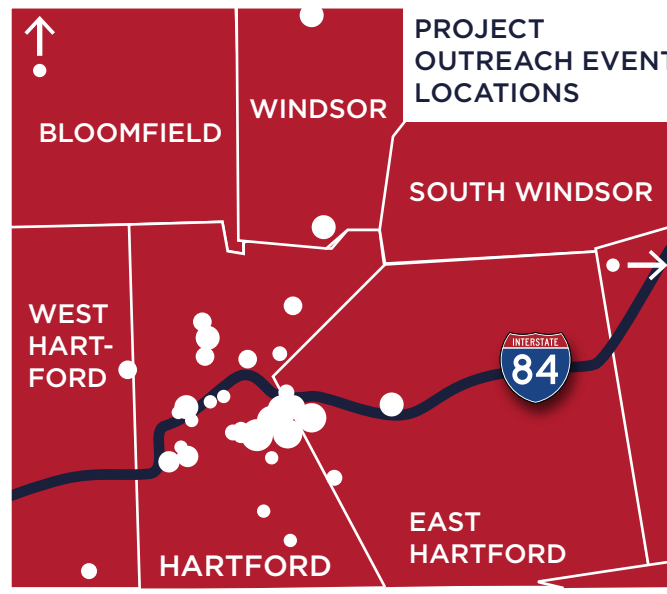 PROJECT
OUTREACH EVENT
LOCATIONS
WINDSOR
BLOOMFIELD
SOUTH WINDSOR
WEST
HART-
FORD
INTERSTATE
84
EAST
HARTFORD
HARTFORD